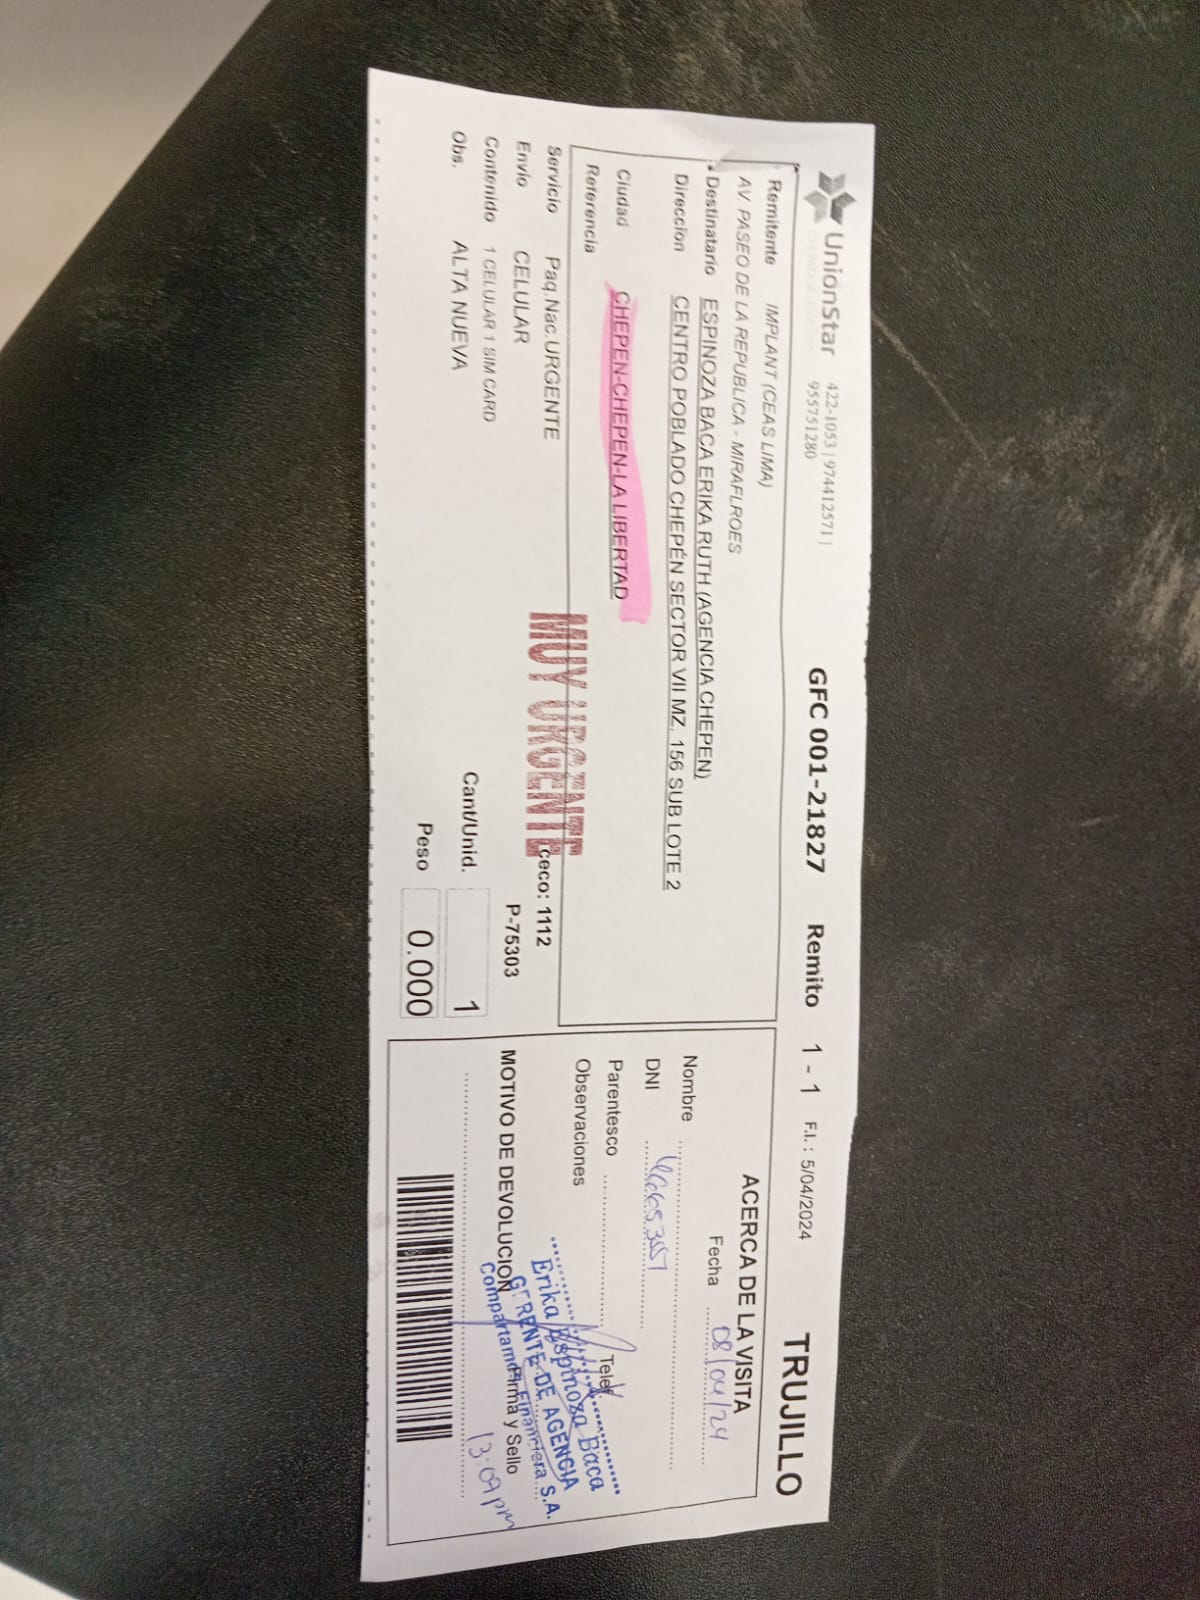 UnionStar
422-1053 | 974412571 |
955751280
GFC 001-21827 Remito 1 - 1 F.I. : 5/04/2024 TRUJILLO
Remitente IMPLANT (CEAS LIMA)
AV. PASEO DE LA REPUBLICA - MIRAFLROES
Destinatario ESPINOZA BACA ERIKA RUTH (AGENCIA CHEPEN)
Direccion CENTRO POBLADO CHEPÉN SECTOR VII MZ. 156 SUB LOTE 2
Ciudad CHEPEN-CHEPEN-LA LIBERTAD
Referencia
Servicio Paq.Nac.URGENTE
MUY URGENTE
ceco: 1112
Envio CELULAR
P-75303
Contenido 1 CELULAR 1 SIM CARD
Cant/Unid. 1
Obs. ALTA NUEVA
Peso 0.000
ACERCA DE LA VISITA
Fecha 08/04/24
Nombre
DNI
Parentesco Telef.
Observaciones
MOTIVO DE DEVOLUCION
Erika Espinoza Baca
GERENTE DE AGENCIA
Compartamos Financiera S.A.
Firma y Sello
13:09 pm